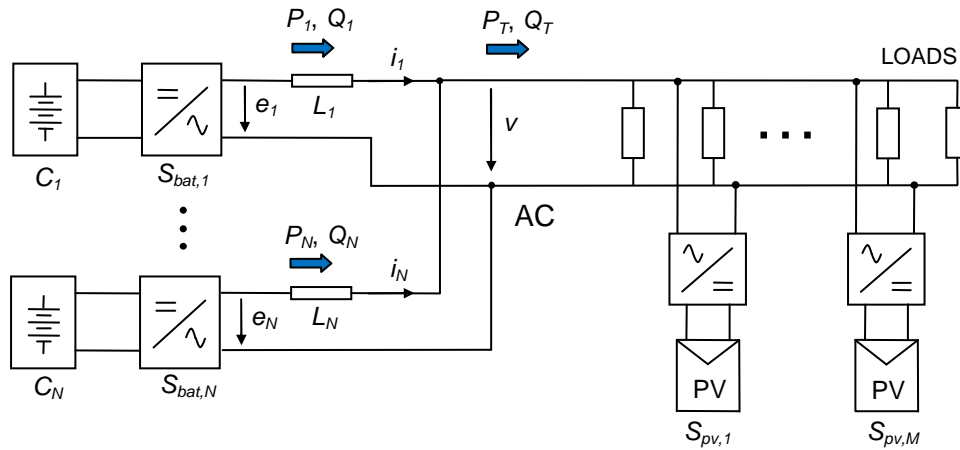 P1, Q1
PT, QT
i1
LOADS
e1
L1
v
C1
Sbat,1
AC
PN, QN
iN
eN
LN
CN
Sbat,N
PV
PV
Spv,1
Spv,M